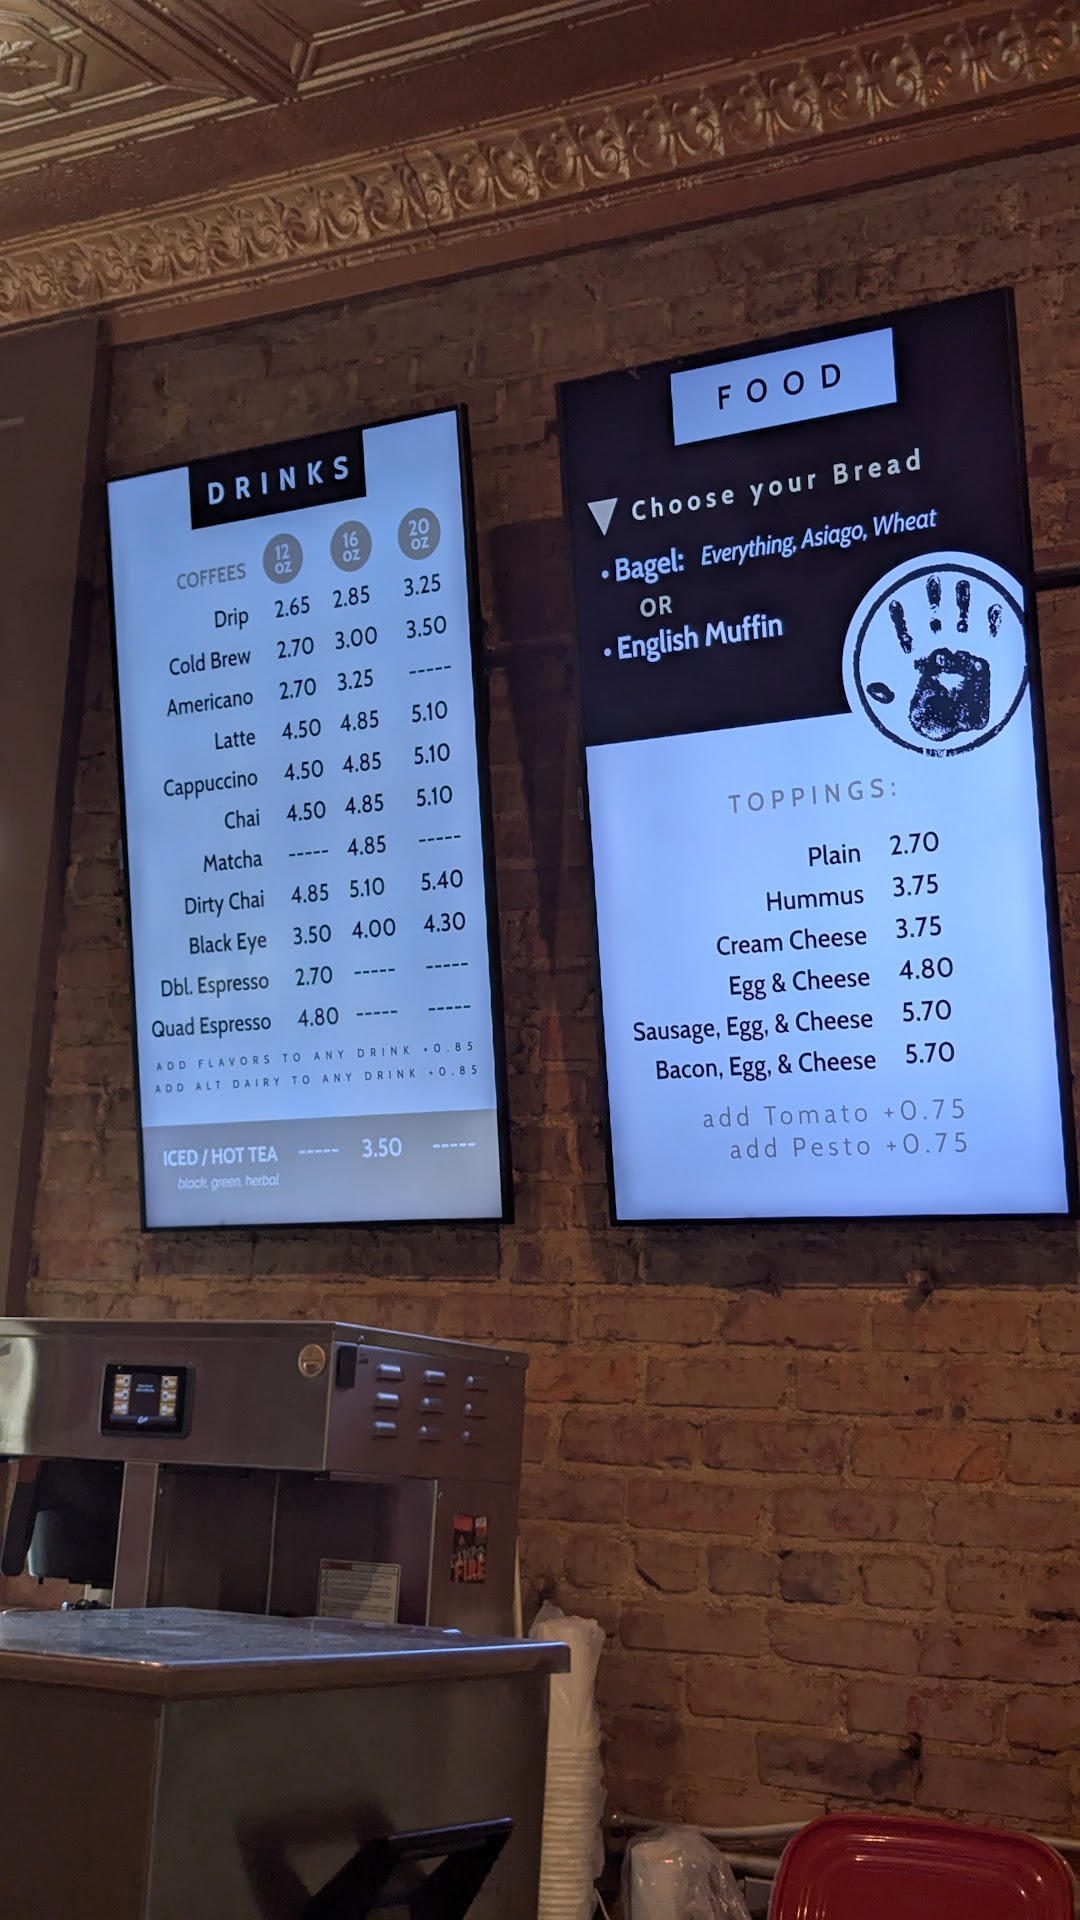 DRINKS
COFFEES 12 OZ 16 OZ 20 OZ
Drip 2.65 2.85 3.25
Cold Brew 2.70 3.00 3.50
Americano 2.70 3.25 -----
Latte 4.50 4.85 5.10
Cappuccino 4.50 4.85 5.10
Chai 4.50 4.85 5.10
Matcha ----- 4.85 -----
Dirty Chai 4.85 5.10 5.40
Black Eye 3.50 4.00 4.30
Dbl. Espresso 2.70 ----- -----
Quad Espresso 4.80 ----- -----
ADD FLAVORS TO ANY DRINK +0.85
ADD ALT DAIRY TO ANY DRINK +0.85
ICED / HOT TEA ----- 3.50 -----
black, green, herbal
FOOD
Choose your Bread
• Bagel: Everything, Asiago, Wheat
OR
• English Muffin
TOPPINGS:
Plain 2.70
Hummus 3.75
Cream Cheese 3.75
Egg & Cheese 4.80
Sausage, Egg, & Cheese 5.70
Bacon, Egg, & Cheese 5.70
add Tomato +0.75
add Pesto +0.75